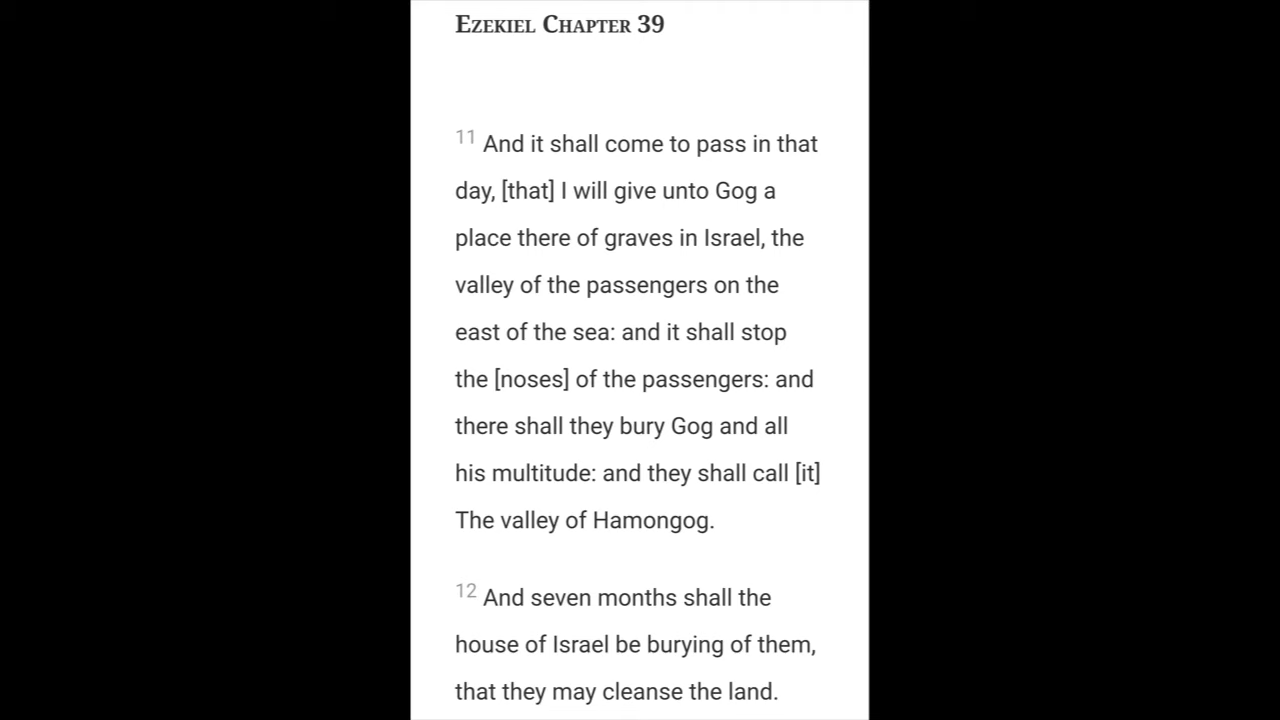 Ezekiel Chapter 39
11 And it shall come to pass in that
day, [that] I will give unto Gog a
place there of graves in Israel, the
valley of the passengers on the
east of the sea: and it shall stop
the [noses] of the passengers: and
there shall they bury Gog and all
his multitude: and they shall call [it]
The valley of Hamongog.
12 And seven months shall the
house of Israel be burying of them,
that they may cleanse the land.